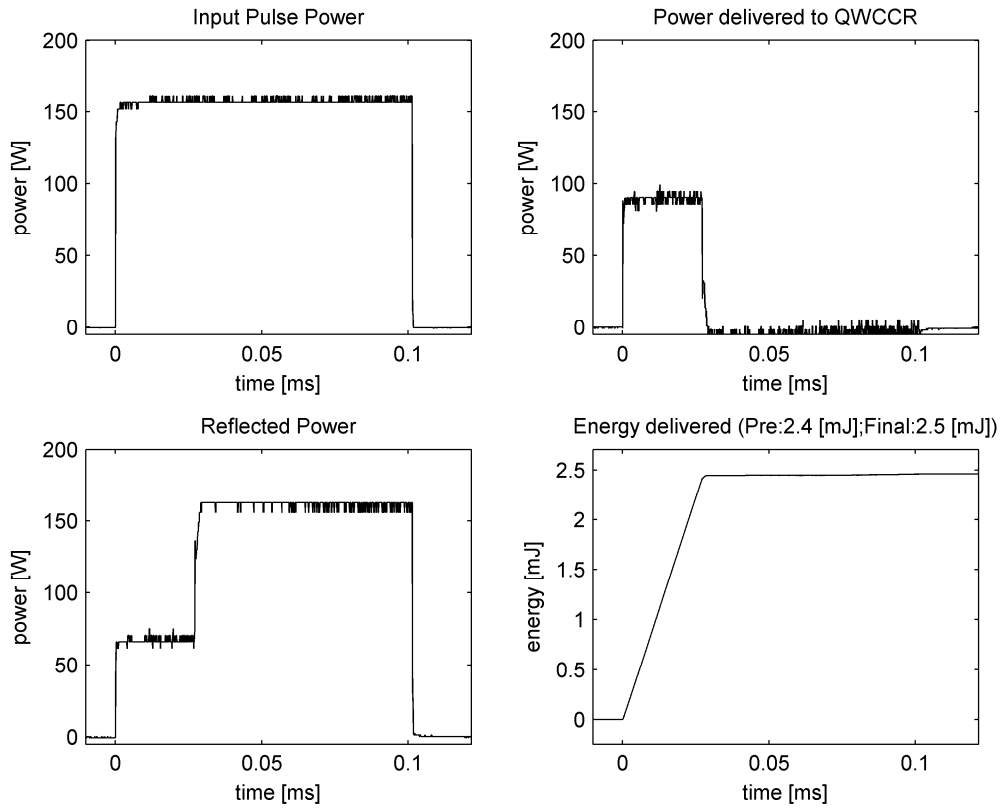 Input Pulse Power
200
150
100
50
0
power [W]
0
0.05
0.1
time [ms]
Power delivered to QWCCR
200
150
100
50
0
power [W]
0
0.05
0.1
time [ms]
Reflected Power
200
150
100
50
0
power [W]
0
0.05
0.1
time [ms]
Energy delivered (Pre:2.4 [mJ];Final:2.5 [mJ])
2.5
2
1.5
1
0.5
0
energy [mJ]
0
0.05
0.1
time [ms]